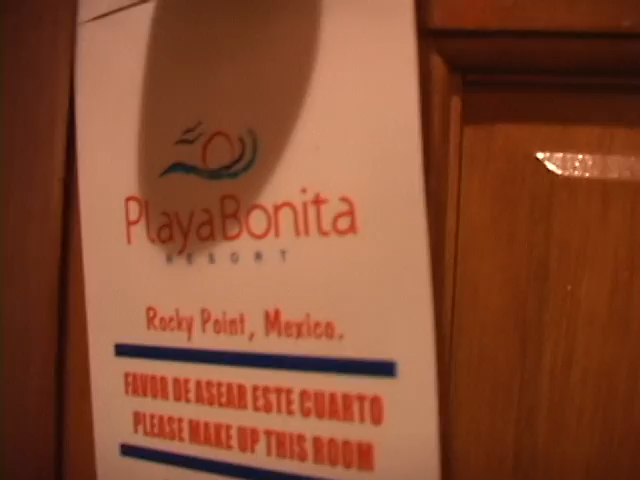 PlayaBonita
RESORT
Rocky Point, Mexico.
FAVOR DE ASEAR ESTE CUARTO
PLEASE MAKE UP THIS ROOM